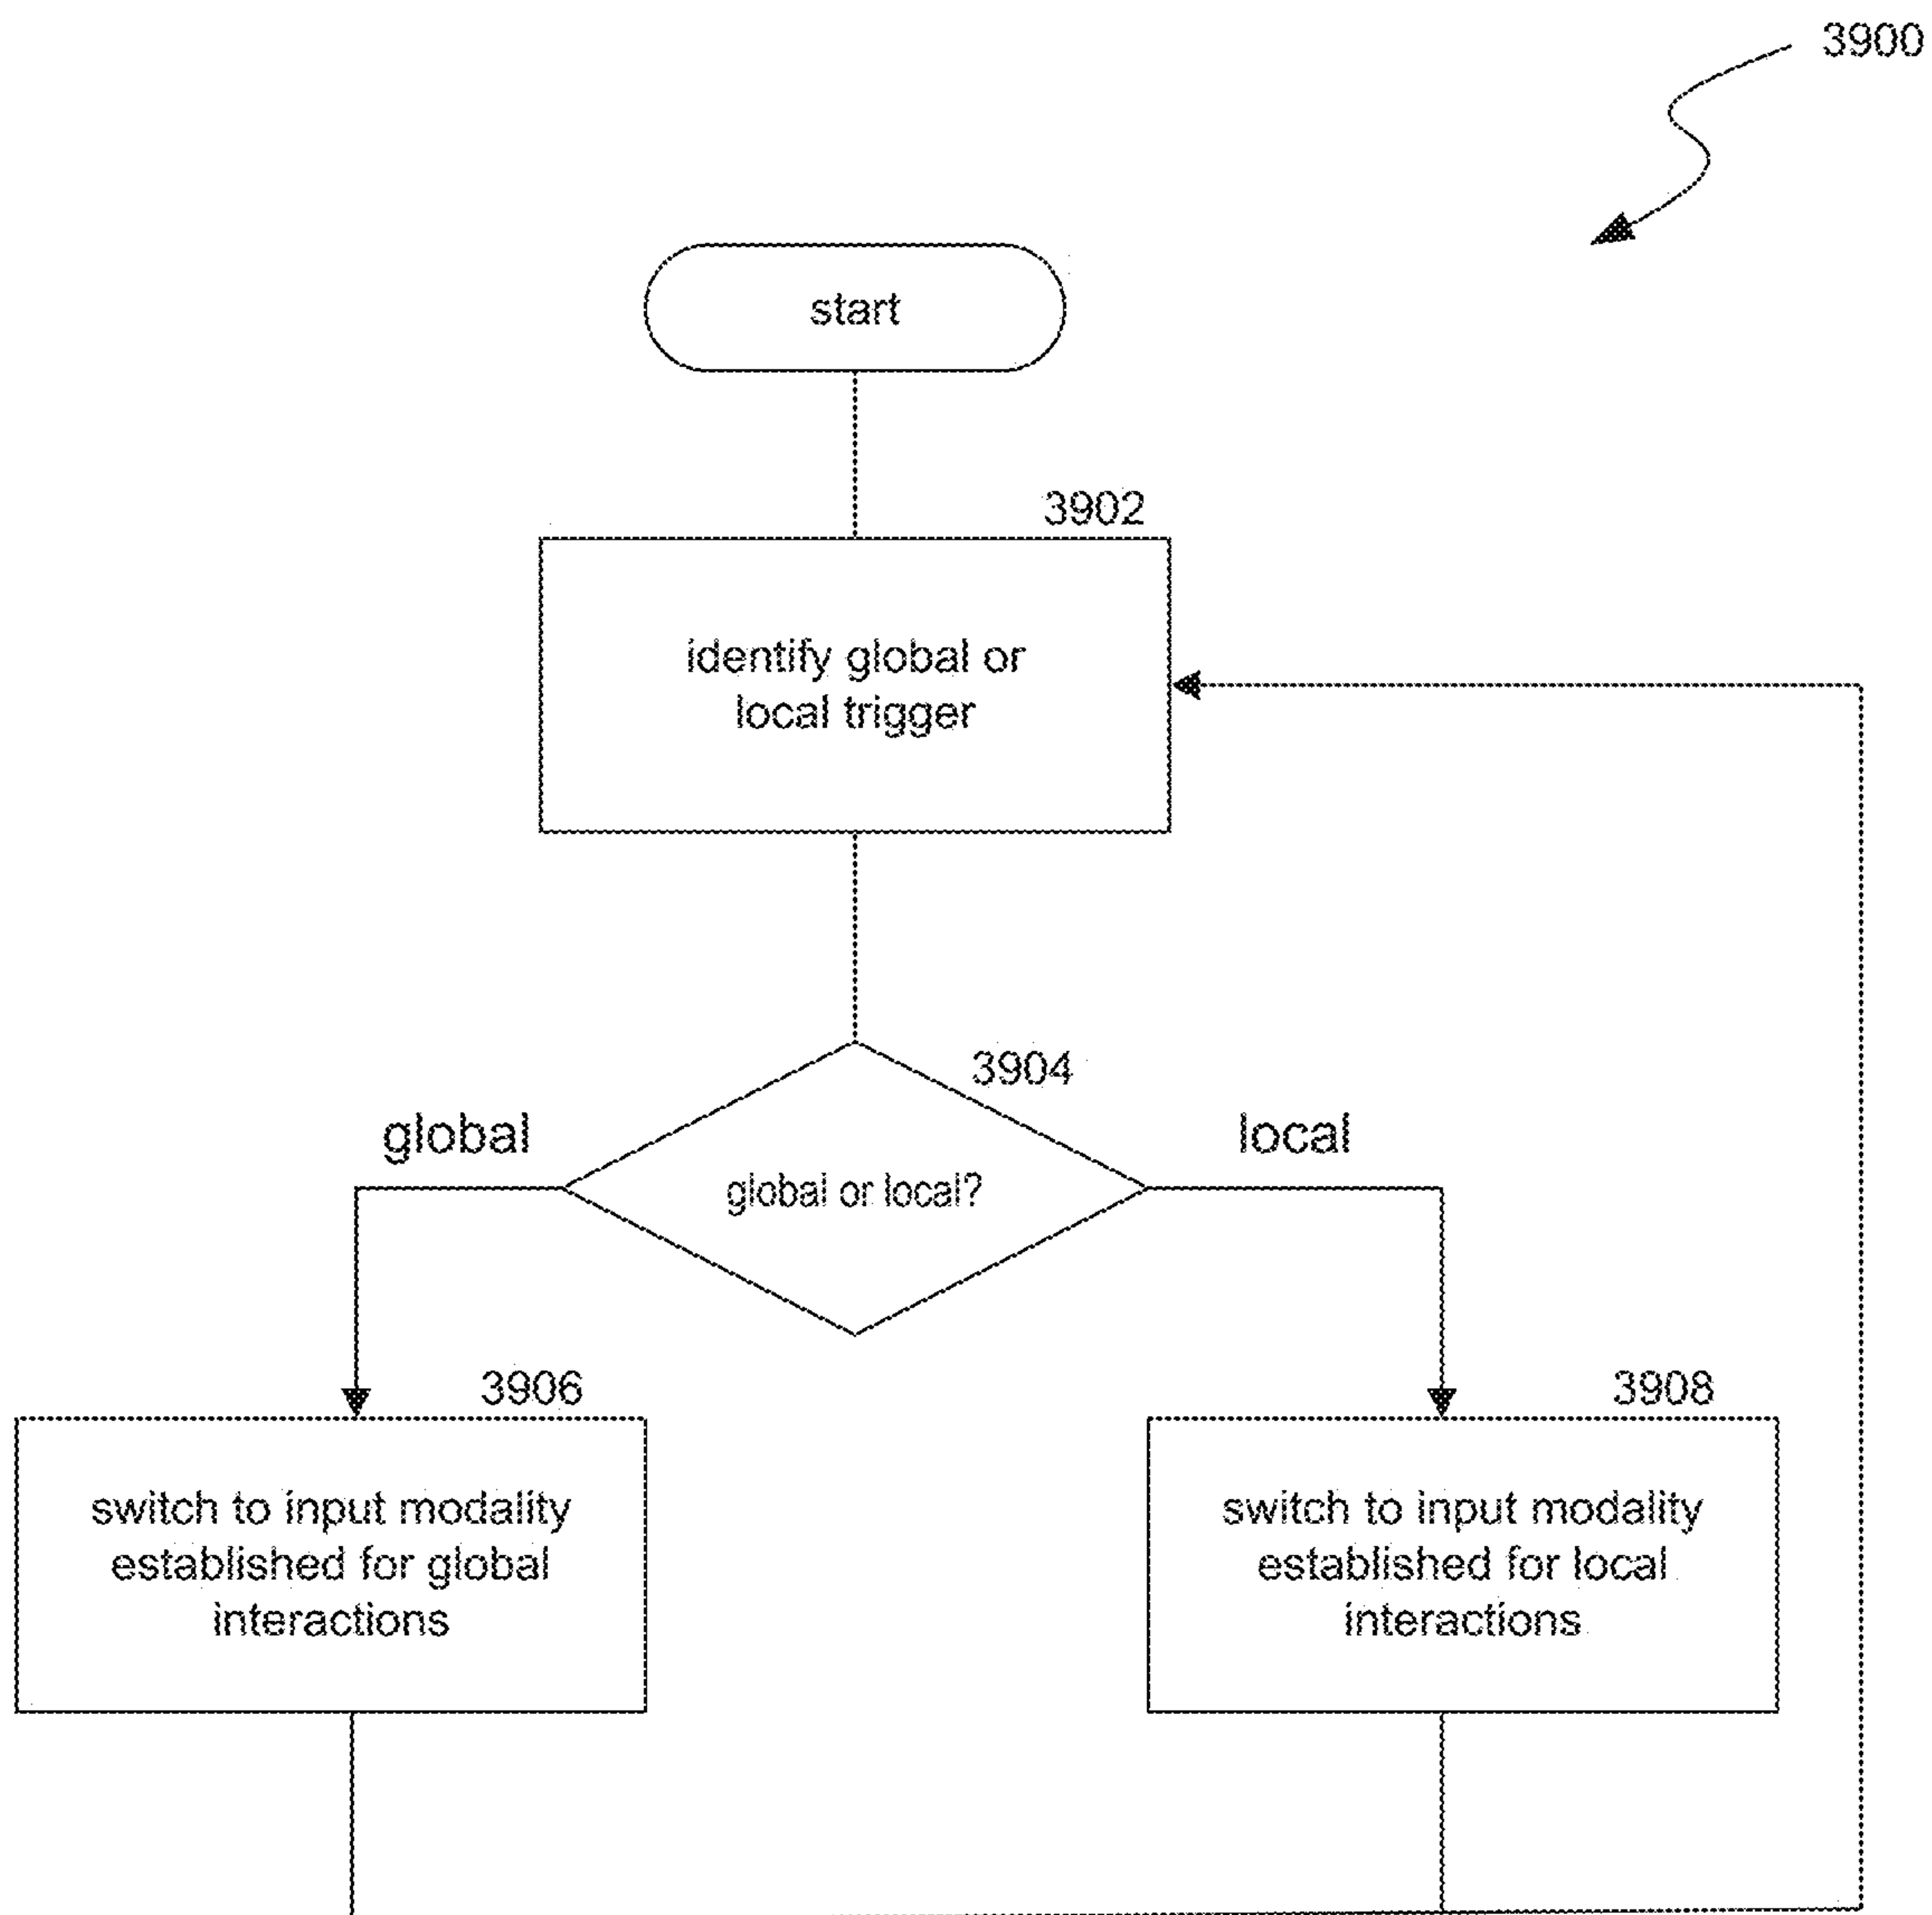 3900
start
3902
identify global or
local trigger
3904
global
local
global or local?
3906
3908
switch to input modality
established for global
interactions
switch to input modality
established for local
interactions